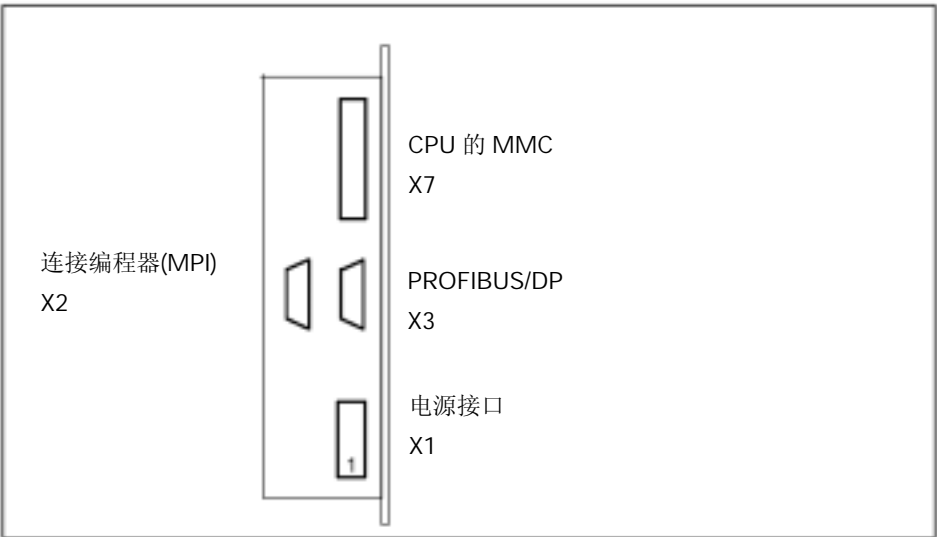 CPU 的 MMC
X7
连接编程器(MPI)
X2
PROFIBUS/DP
X3
电源接口
X1
1